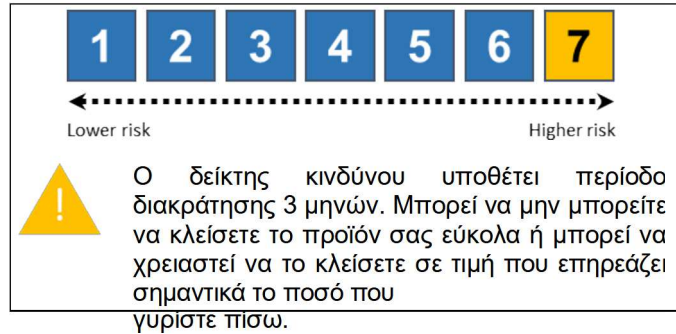 1 2 3 4 5 6 7
Lower risk Higher risk
!
Ο δείκτης κινδύνου υποθέτει περίοδο
διακράτησης 3 μηνών. Μπορεί να μην μπορείτε
να κλείσετε το προϊόν σας εύκολα ή μπορεί να
χρειαστεί να το κλείσετε σε τιμή που επηρεάζει
σημαντικά το ποσό που
γυρίστε πίσω.